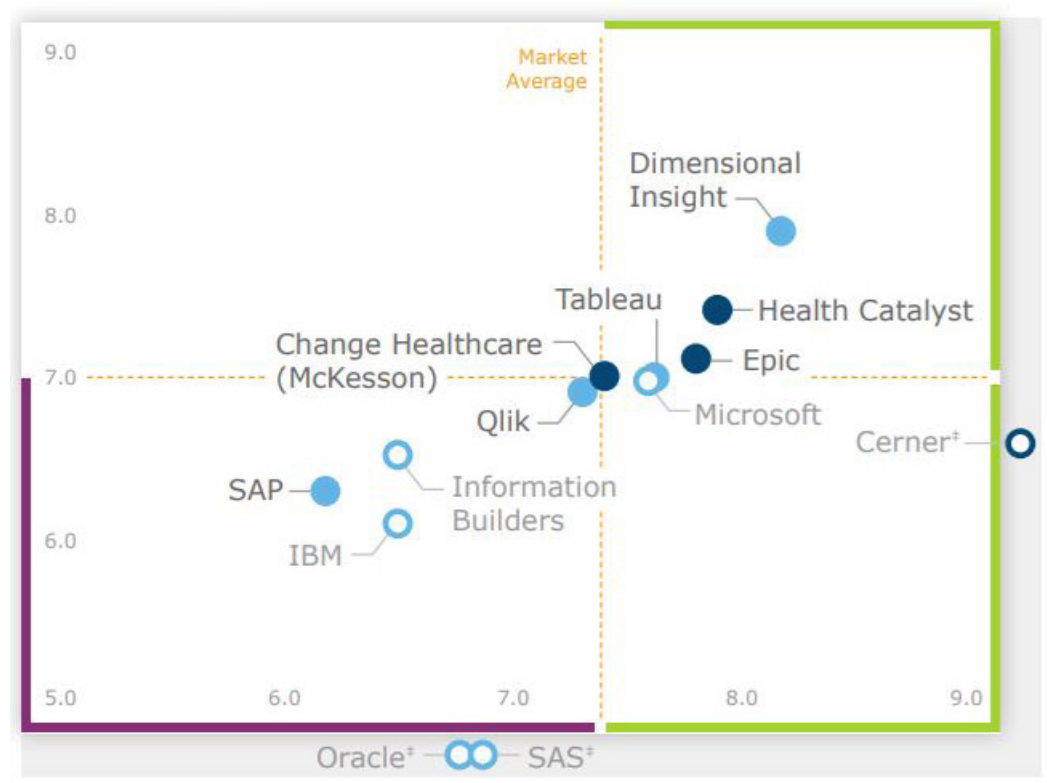 9.0
Market
Average
Dimensional
Insight
8.0
Tableau
Health Catalyst
Change Healthcare
(McKesson)
Epic
7.0
Qlik
Microsoft
Cerner‡
SAP
Information
Builders
6.0
IBM
5.0 6.0 7.0 8.0 9.0
Oracle‡ SAS‡